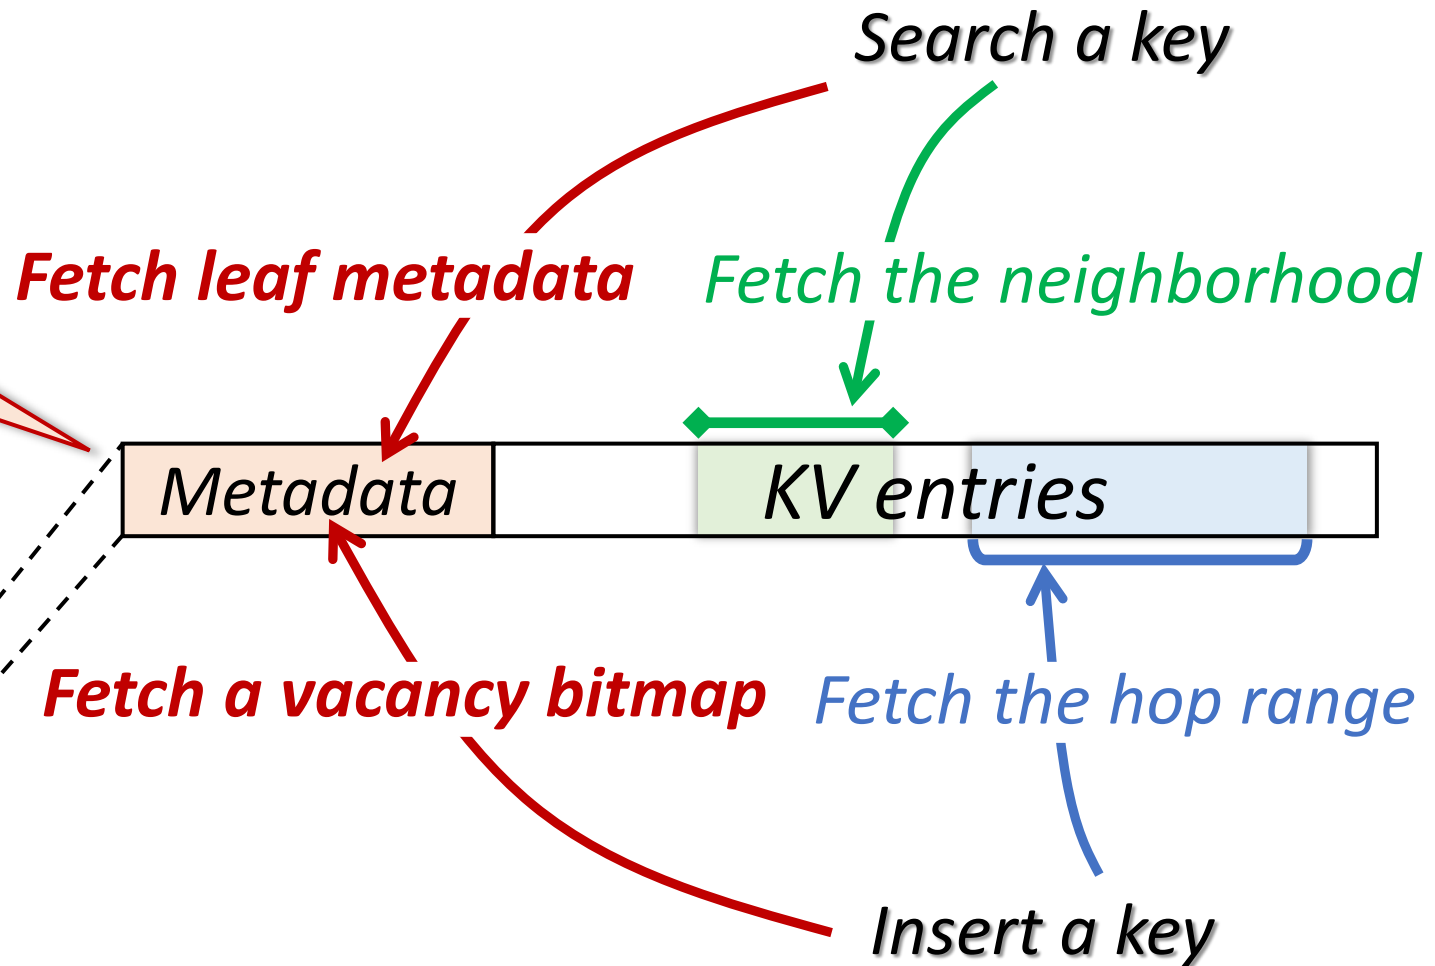 Search a key
Fetch leaf metadata
Fetch the neighborhood
Metadata
KV entries
Fetch a vacancy bitmap
Fetch the hop range
Insert a key